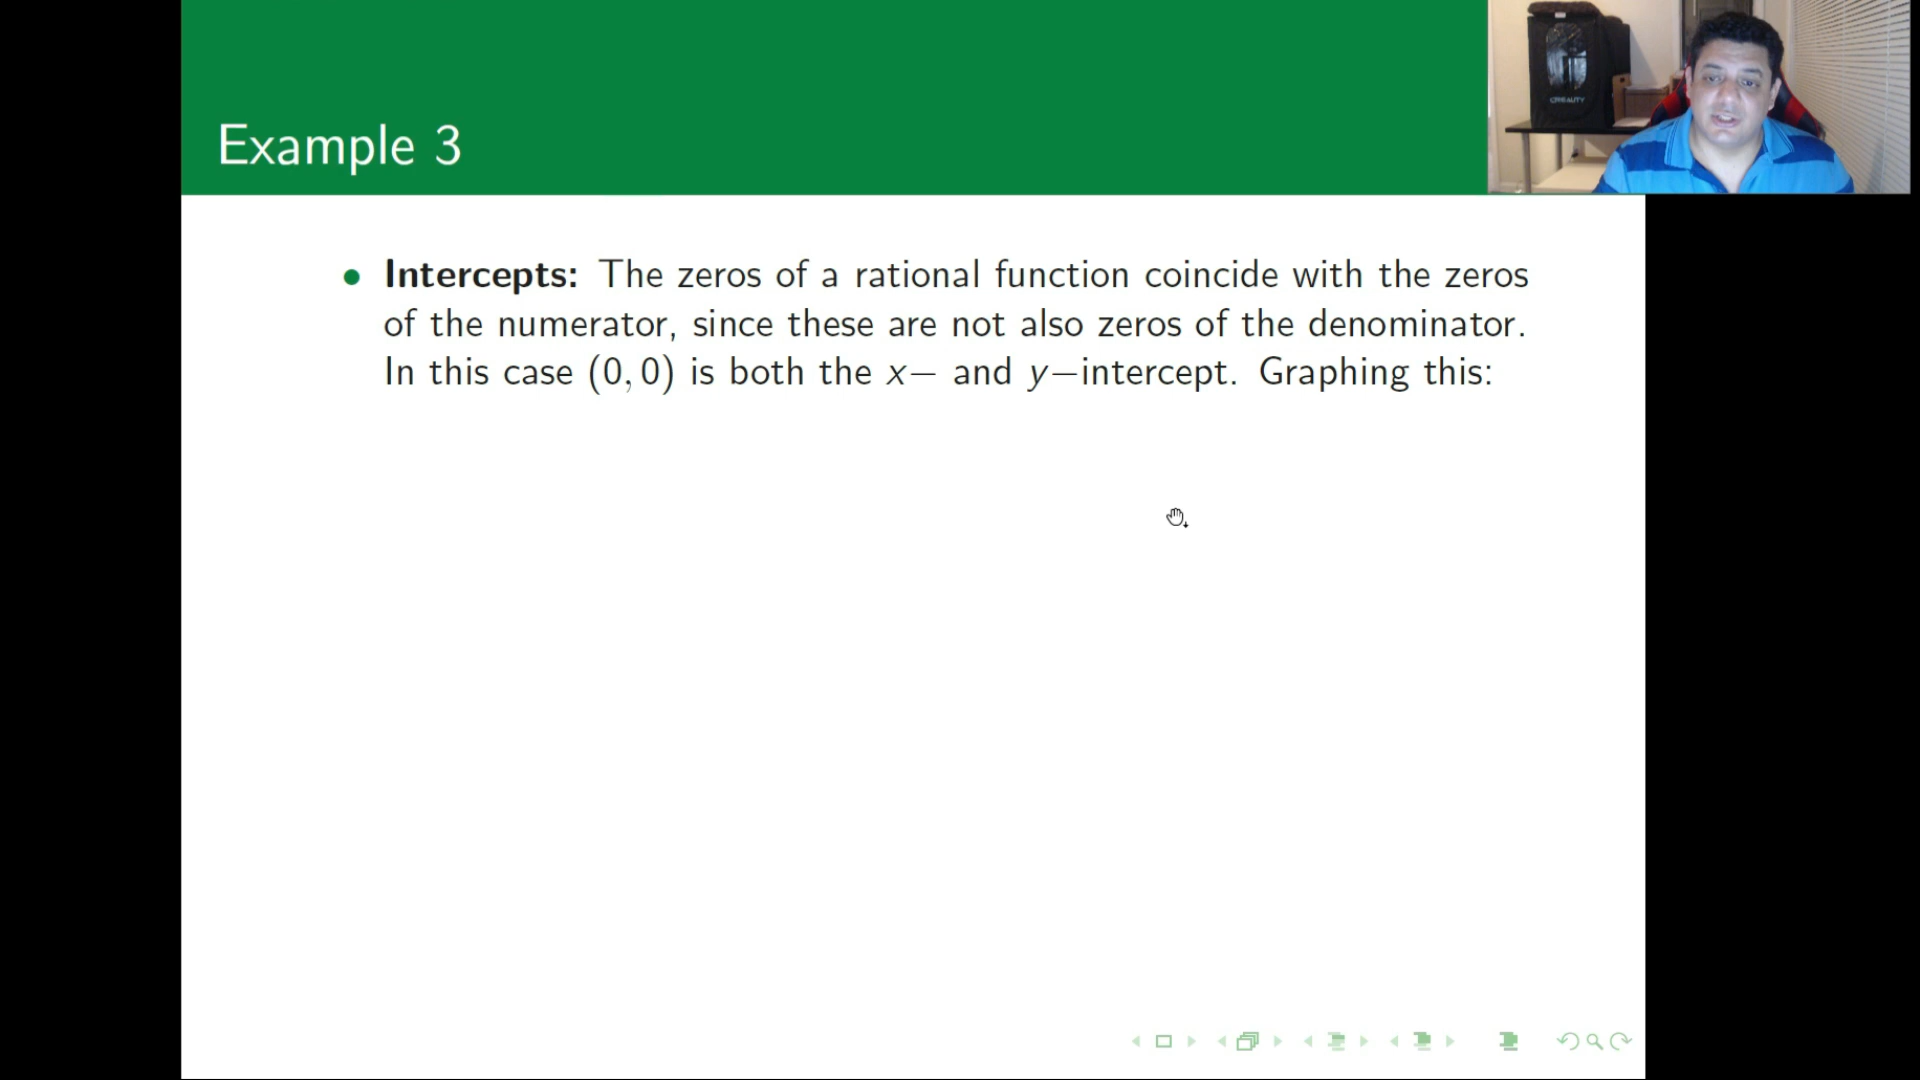 Example 3
• Intercepts: The zeros of a rational function coincide with the zeros
of the numerator, since these are not also zeros of the denominator.
In this case (0, 0) is both the x− and y−intercept. Graphing this:
CREALITY